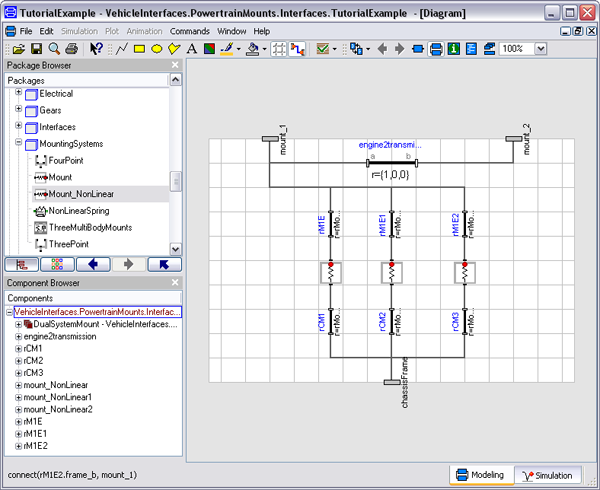 TutorialExample - VehicleInterfaces.PowertrainMounts.Interfaces.TutorialExample - [Diagram]
File Edit Simulation Plot Animation Commands Window Help
100%
Package Browser
Packages
Electrical
Gears
Interfaces
MountingSystems
FourPoint
Mount
Mount_NonLinear
NonLinearSpring
ThreeMultiBodyMounts
ThreePoint
Component Browser
Components
VehicleInterfaces.PowertrainMounts.Interfac...
DualSystemMount - VehicleInterfaces....
engine2transmission
rCM1
rCM2
rCM3
mount_NonLinear
mount_NonLinear1
mount_NonLinear2
rM1E
rM1E1
rM1E2
mount_1
engine2transmi...
a b
r={1,0,0}
mount_2
rM1E
r=rMo...
rM1E1
r=rMo...
rM1E2
r=rMo...
rCM1
r=rMo...
rCM2
r=rMo...
rCM3
r=rMo...
chassisFrame
connect(rM1E2.frame_b, mount_1)
Modeling
Simulation